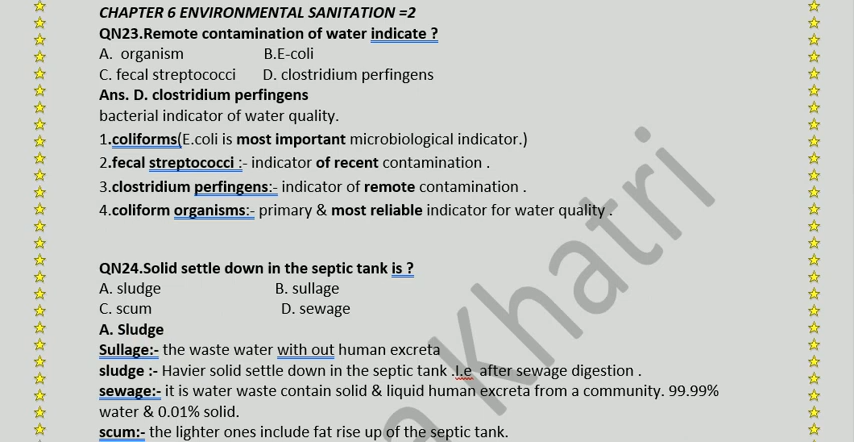 CHAPTER 6 ENVIRONMENTAL SANITATION =2
QN23.Remote contamination of water indicate ?
A. organism B.E-coli
C. fecal streptococci D. clostridium perfingens
Ans. D. clostridium perfingens
bacterial indicator of water quality.
1.coliforms(E.coli is most important microbiological indicator.)
2.fecal streptococci :- indicator of recent contamination .
3.clostridium perfingens:- indicator of remote contamination .
4.coliform organisms:- primary & most reliable indicator for water quality .
QN24.Solid settle down in the septic tank is ?
A. sludge B. sullage
C. scum D. sewage
A. Sludge
Sullage:- the waste water with out human excreta
sludge :- Havier solid settle down in the septic tank .I.e after sewage digestion .
sewage:- it is water waste contain solid & liquid human excreta from a community. 99.99%
water & 0.01% solid.
scum:- the lighter ones include fat rise up of the septic tank.
a Khatri